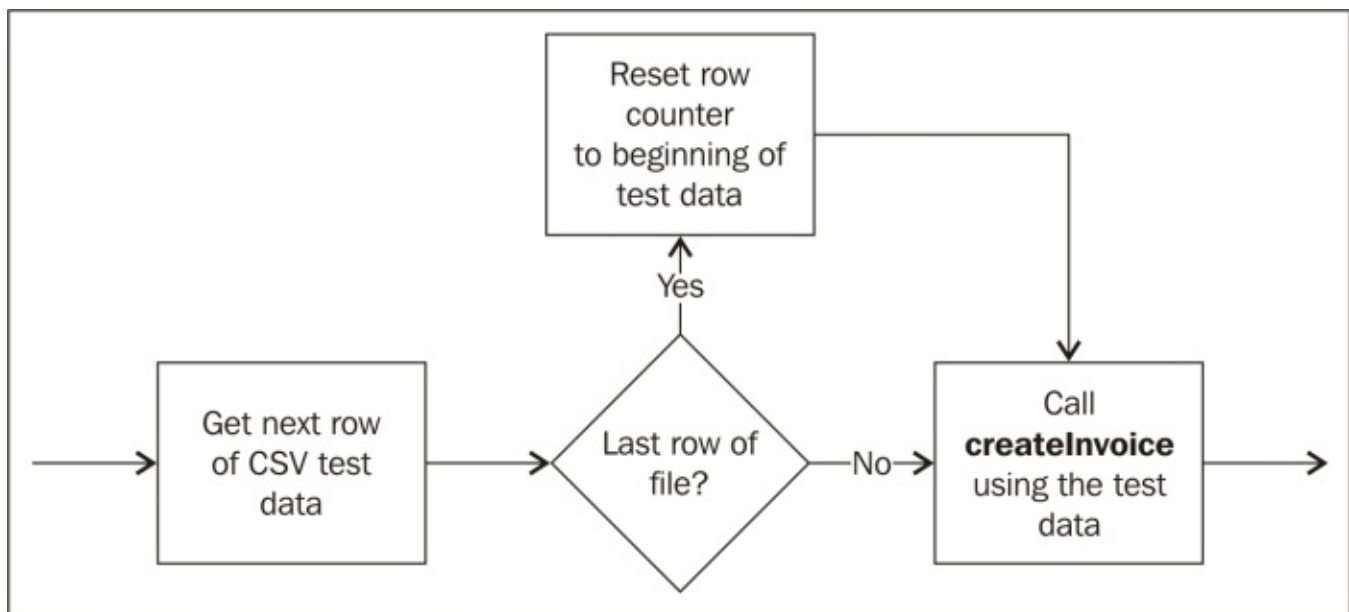 Reset row
counter
to beginning of
test data
Yes
Get next row
of CSV test
data
Last row of
file?
No
Call
createInvoice
using the test
data